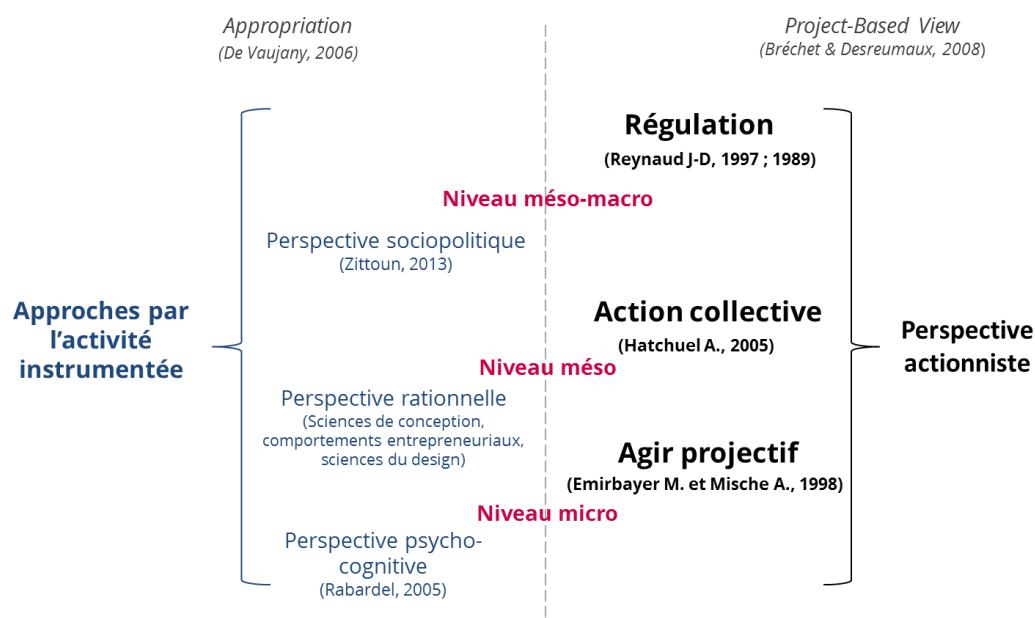 Appropriation
(De Vaujany, 2006)
Project-Based View
(Bréchet & Desreumaux, 2008)
Régulation
(Reynaud J-D, 1997 ; 1989)
Niveau méso-macro
Perspective sociopolitique
(Zittoun, 2013)
Approches par
l’activité
instrumentée
Action collective
(Hatchuel A., 2005)
Perspective
actionniste
Niveau méso
Perspective rationnelle
(Sciences de conception,
comportements entrepreneuriaux,
sciences du design)
Agir projectif
(Emirbayer M. et Mische A., 1998)
Niveau micro
Perspective psycho-
cognitive
(Rabardel, 2005)